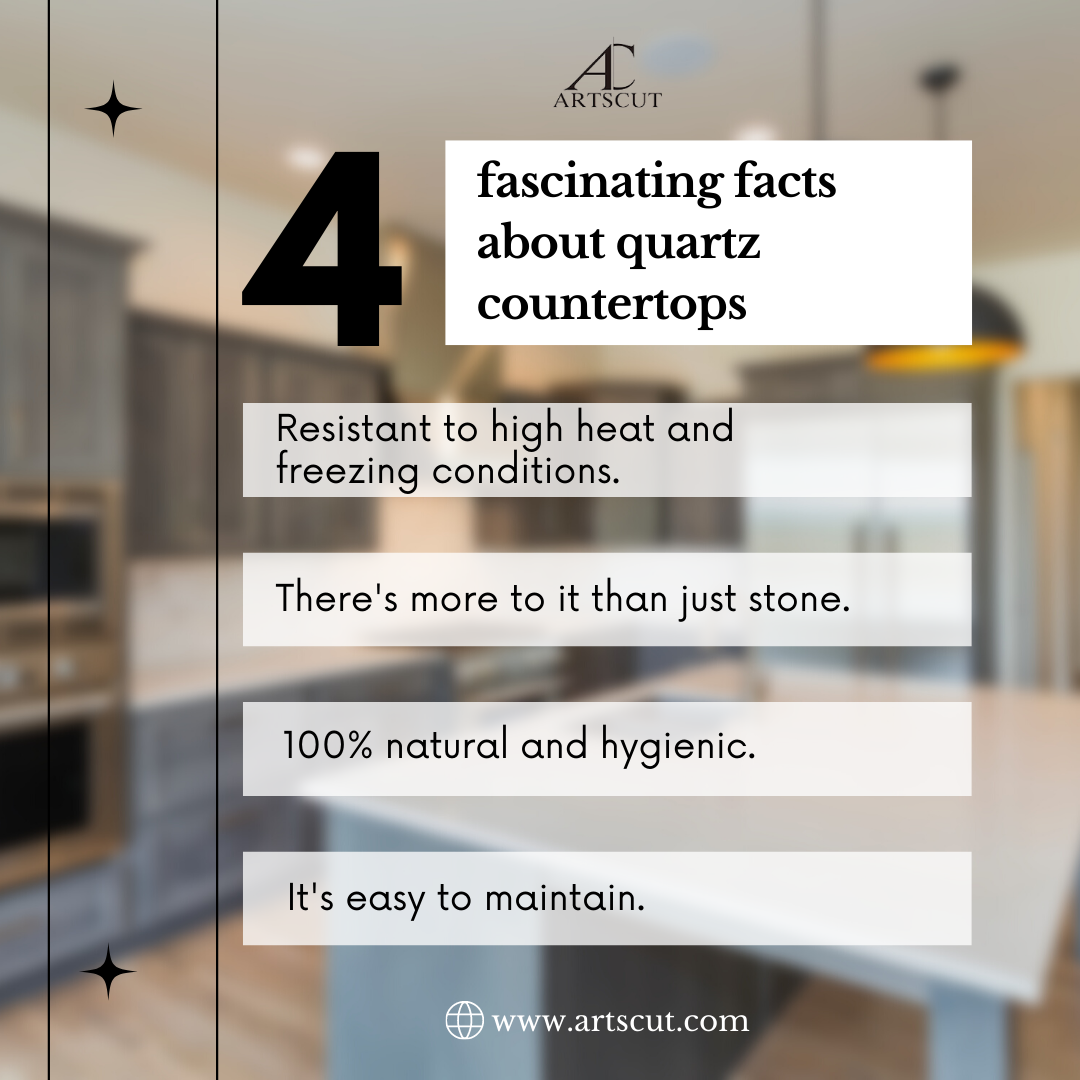 AC
ARTSCUT
4
fascinating facts
about quartz
countertops
Resistant to high heat and
freezing conditions.
There's more to it than just stone.
100% natural and hygienic.
It's easy to maintain.
www.artscut.com